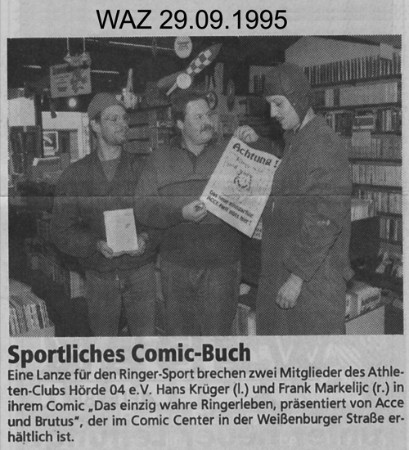 WAZ 29.09.1995
Achtung!
Sportliches Comic-Buch
Eine Lanze für den Ringer-Sport brechen zwei Mitglieder des Athle-
ten-Clubs Hörde 04 e.V. Hans Krüger (l.) und Frank Markelijc (r.) in
ihrem Comic „Das einzig wahre Ringerleben, präsentiert von Acce
und Brutus“, der im Comic Center in der Weißenburger Straße er-
hältlich ist.